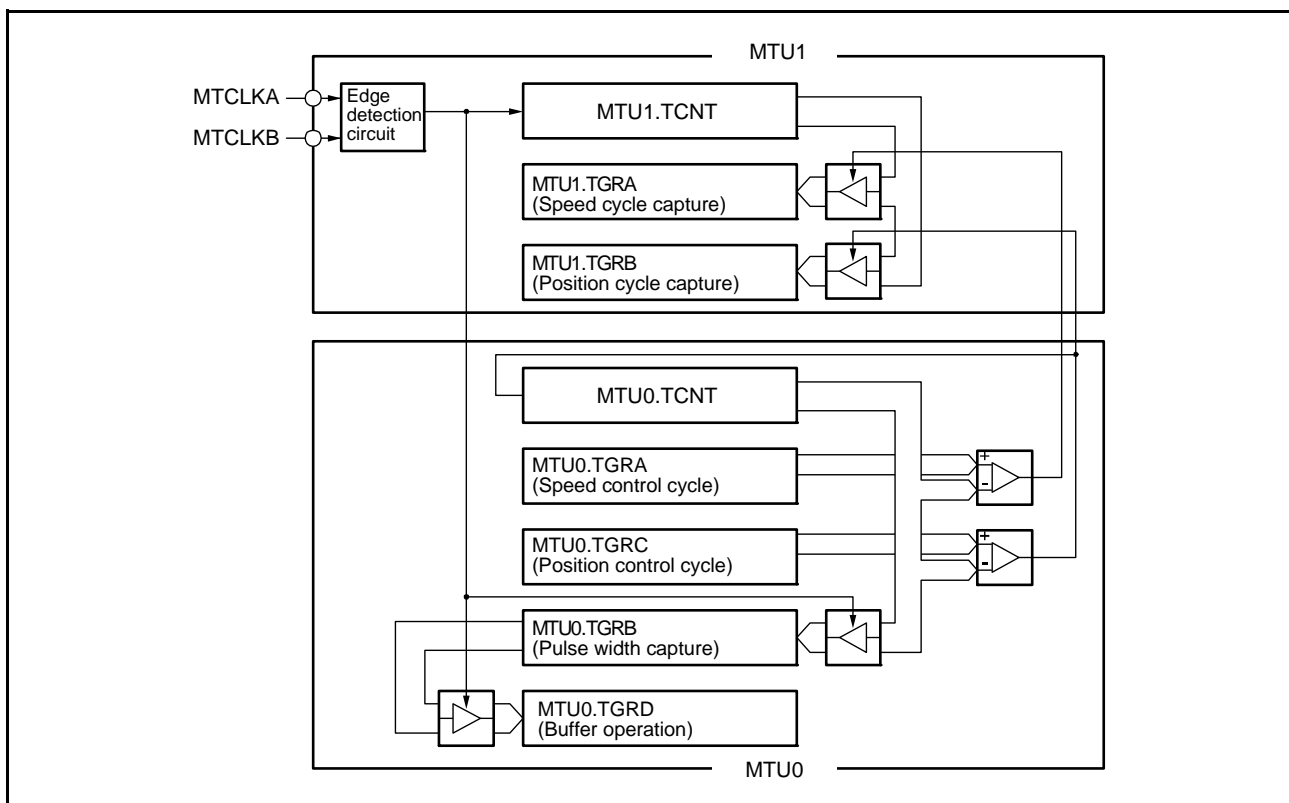 MTU1
MTCLKA
MTCLKB
Edge
detection
circuit
MTU1.TCNT
MTU1.TGRA
(Speed cycle capture)
MTU1.TGRB
(Position cycle capture)
MTU0.TCNT
MTU0.TGRA
(Speed control cycle)
+
-
MTU0.TGRC
(Position control cycle)
+
-
MTU0.TGRB
(Pulse width capture)
MTU0.TGRD
(Buffer operation)
MTU0